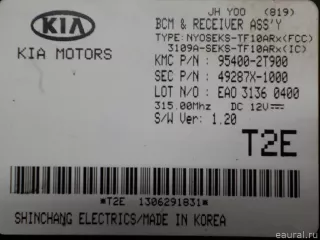 JH YOO (819)
KIA
BCM & RECEIVER ASS'Y
TYPE: NYOSEKS-TF10ARx(FCC)
3109A-SEKS-TF10ARx(IC)
KIA MOTORS
KMC P/N : 95400-2T900
SEC P/N : 49287X-1000
LOT N/O : EA0 3136 0400
315.00Mhz DC 12V
S/W Ver: 1.20
T2E
*T2E 1306291831*
SHINCHANG ELECTRICS/MADE IN KOREA
eaural.ru